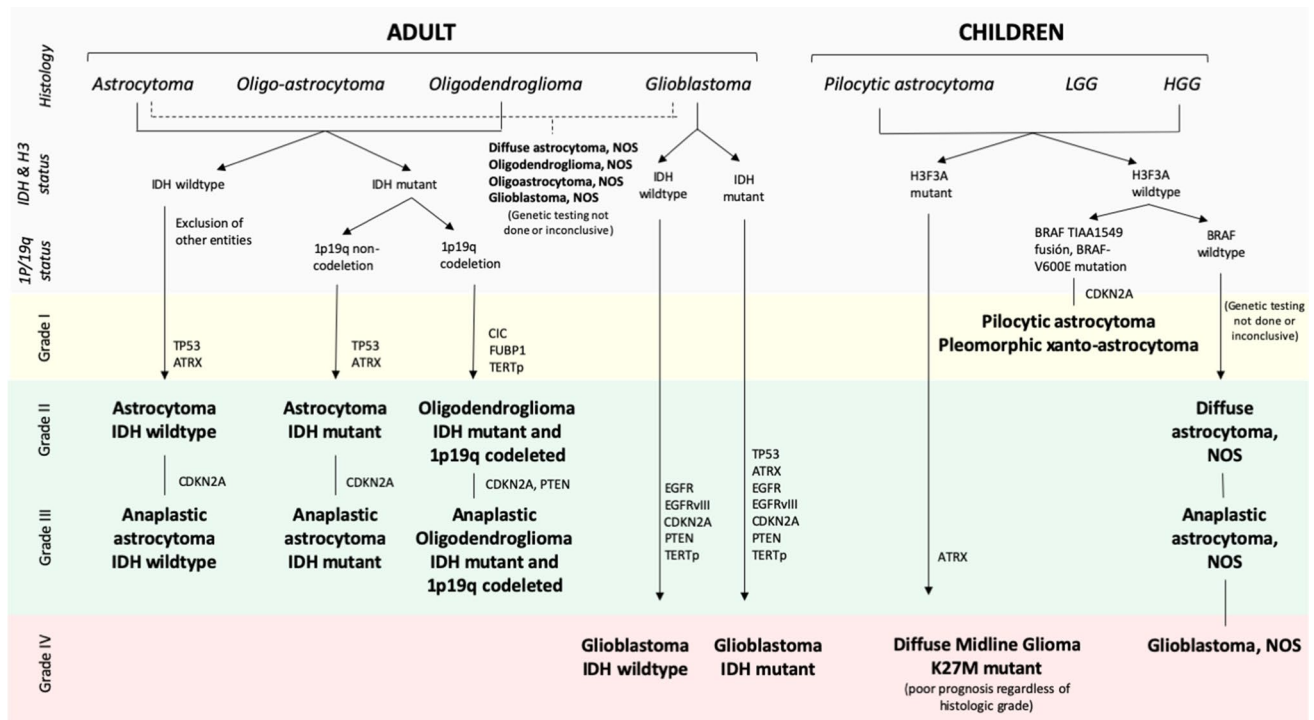 ADULT
CHILDREN
Histology
Astrocytoma
Oligo-astrocytoma
Oligodendroglioma
Glioblastoma
Pilocytic astrocytoma
LGG
HGG
IDH & H3
status
IDH wildtype
IDH mutant
Diffuse astrocytoma, NOS
Oligodendroglioma, NOS
Oligoastrocytoma, NOS
Glioblastoma, NOS
(Genetic testing not
done or inconclusive)
IDH
wildtype
IDH
mutant
H3F3A
mutant
H3F3A
wildtype
1P/19q
status
Exclusion of
other entities
1p19q non-
codeletion
1p19q
codeletion
BRAF TIAA1549
fusión, BRAF-
V600E mutation
BRAF
wildtype
CDKN2A
Grade I
TP53
ATRX
TP53
ATRX
CIC
FUBP1
TERTp
Pilocytic astrocytoma
Pleomorphic xanto-astrocytoma
(Genetic testing
not done or
inconclusive)
Grade II
Astrocytoma
IDH wildtype
Astrocytoma
IDH mutant
Oligodendroglioma
IDH mutant and
1p19q codeleted
Diffuse
astrocytoma,
NOS
CDKN2A
CDKN2A
CDKN2A, PTEN
EGFR
EGFRvIII
CDKN2A
PTEN
TERTp
TP53
ATRX
EGFR
EGFRvIII
CDKN2A
PTEN
TERTp
ATRX
Grade III
Anaplastic
astrocytoma
IDH wildtype
Anaplastic
astrocytoma
IDH mutant
Anaplastic
Oligodendroglioma
IDH mutant and
1p19q codeleted
Anaplastic
astrocytoma,
NOS
Grade IV
Glioblastoma
IDH wildtype
Glioblastoma
IDH mutant
Diffuse Midline Glioma
K27M mutant
(poor prognosis regardless of
histologic grade)
Glioblastoma, NOS